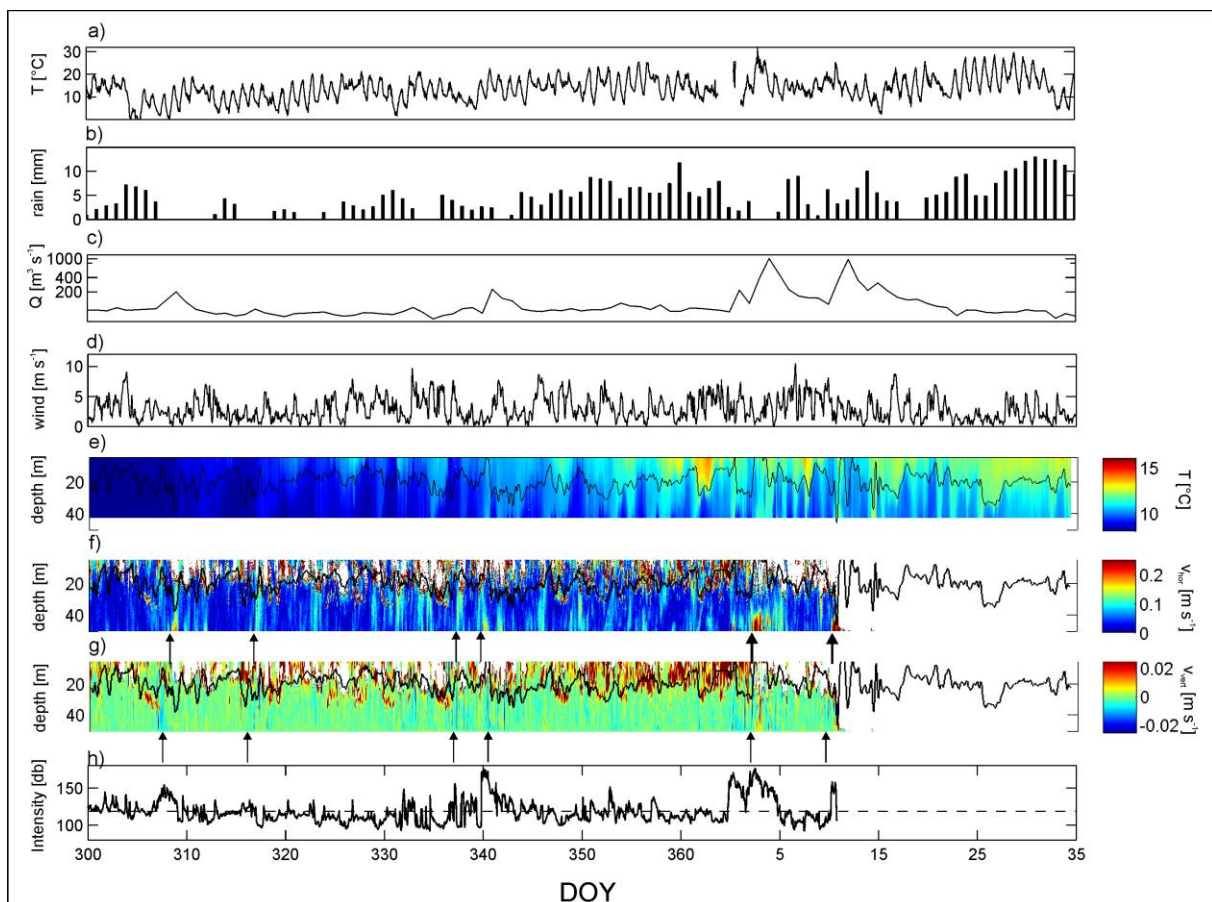 a)
T [°C]
30
20
10
b)
rain [mm]
10
5
0
c)
Q [m³ s⁻¹]
1000
400
200
d)
wind [m s⁻¹]
10
5
0
e)
depth [m]
20
40
15
10
T [°C]
f)
depth [m]
20
40
0.2
0.1
0
Vhor [m s⁻¹]
g)
depth [m]
20
40
0.02
0
-0.02
Vvert [m s⁻¹]
h)
Intensity [db]
150
100
300 310 320 330 340 350 360 5 15 25 35
DOY